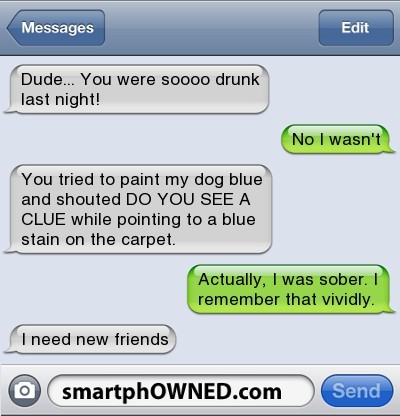 Messages
Edit
Dude... You were soooo drunk
last night!
No I wasn't
You tried to paint my dog blue
and shouted DO YOU SEE A
CLUE while pointing to a blue
stain on the carpet.
Actually, I was sober. I
remember that vividly.
I need new friends
smartphOWNED.com
Send